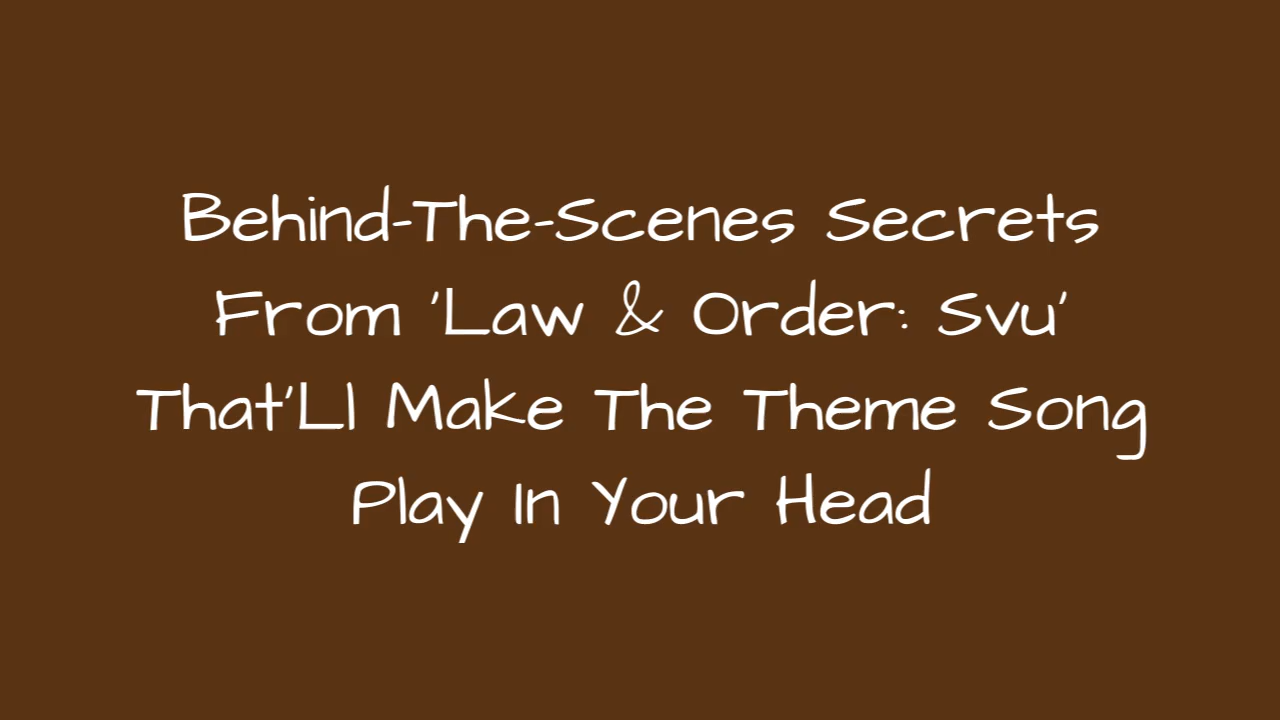 Behind-The-Scenes Secrets
From 'Law & Order: Svu'
That'Ll Make The Theme Song
Play In Your Head